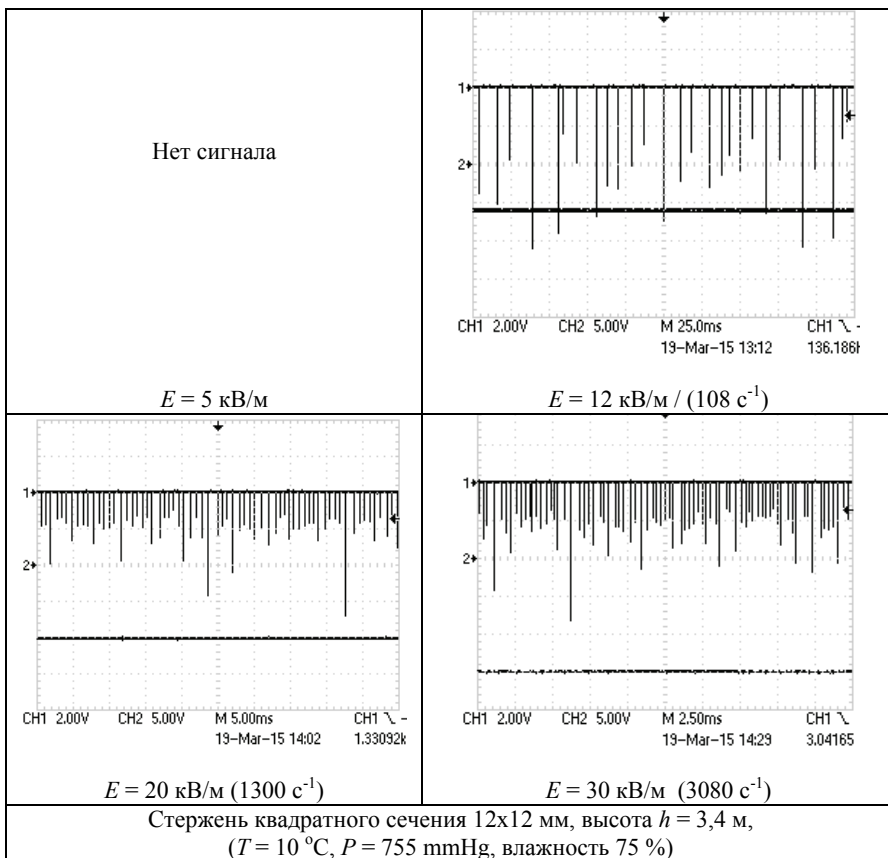 Нет сигнала
E = 5 кВ/м
1
2
CH1 2.00V CH2 5.00V M 25.0ms CH1 \ -
19-Mar-15 13:12 136.186H
E = 12 кВ/м / (108 с⁻¹)
1
2
CH1 2.00V CH2 5.00V M 5.00ms CH1 \ -
19-Mar-15 14:02 1.33092k
E = 20 кВ/м (1300 с⁻¹)
1
2
CH1 2.00V CH2 5.00V M 2.50ms CH1 \
19-Mar-15 14:29 3.04165
E = 30 кВ/м (3080 с⁻¹)
Стержень квадратного сечения 12x12 мм, высота h = 3,4 м,
(T = 10 ºC, P = 755 mmHg, влажность 75 %)